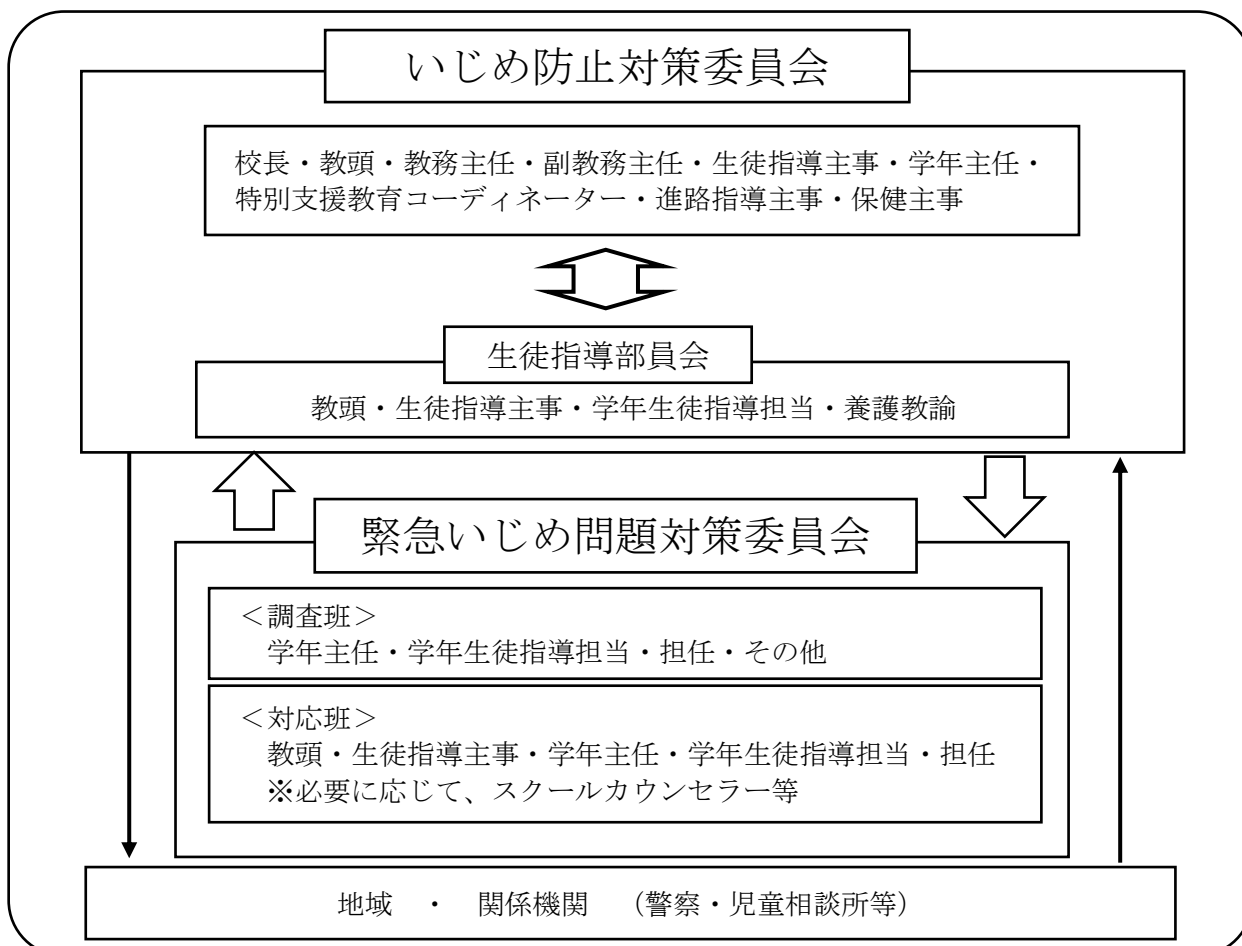 いじめ防止対策委員会
校長・教頭・教務主任・副教務主任・生徒指導主事・学年主任・
特別支援教育コーディネーター・進路指導主事・保健主事
生徒指導部員会
教頭・生徒指導主事・学年生徒指導担当・養護教諭
緊急いじめ問題対策委員会
＜調査班＞
学年主任・学年生徒指導担当・担任・その他
＜対応班＞
教頭・生徒指導主事・学年主任・学年生徒指導担当・担任
※必要に応じて、スクールカウンセラー等
地域　・　関係機関　（警察・児童相談所等）